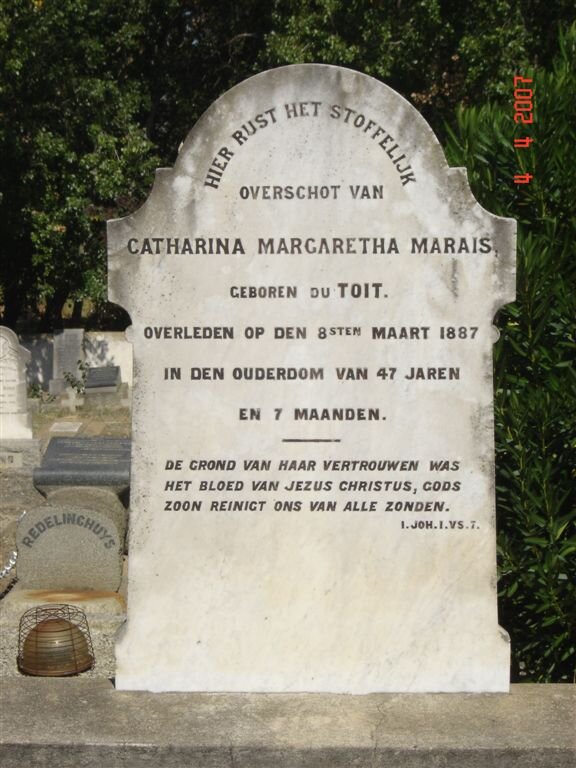 HIER RUST HET STOFFELIJK
OVERSCHOT VAN
CATHARINA MARGARETHA MARAIS,
GEBOREN DU TOIT.
OVERLEDEN OP DEN 8STEN MAART 1887
IN DEN OUDERDOM VAN 47 JAREN
EN 7 MAANDEN.
DE GROND VAN HAAR VERTROUWEN WAS
HET BLOED VAN JEZUS CHRISTUS, GODS
ZOON REINIGT ONS VAN ALLE ZONDEN.
I.JOH.I.VS.7.
REDELINGHUYS
4 4 2007